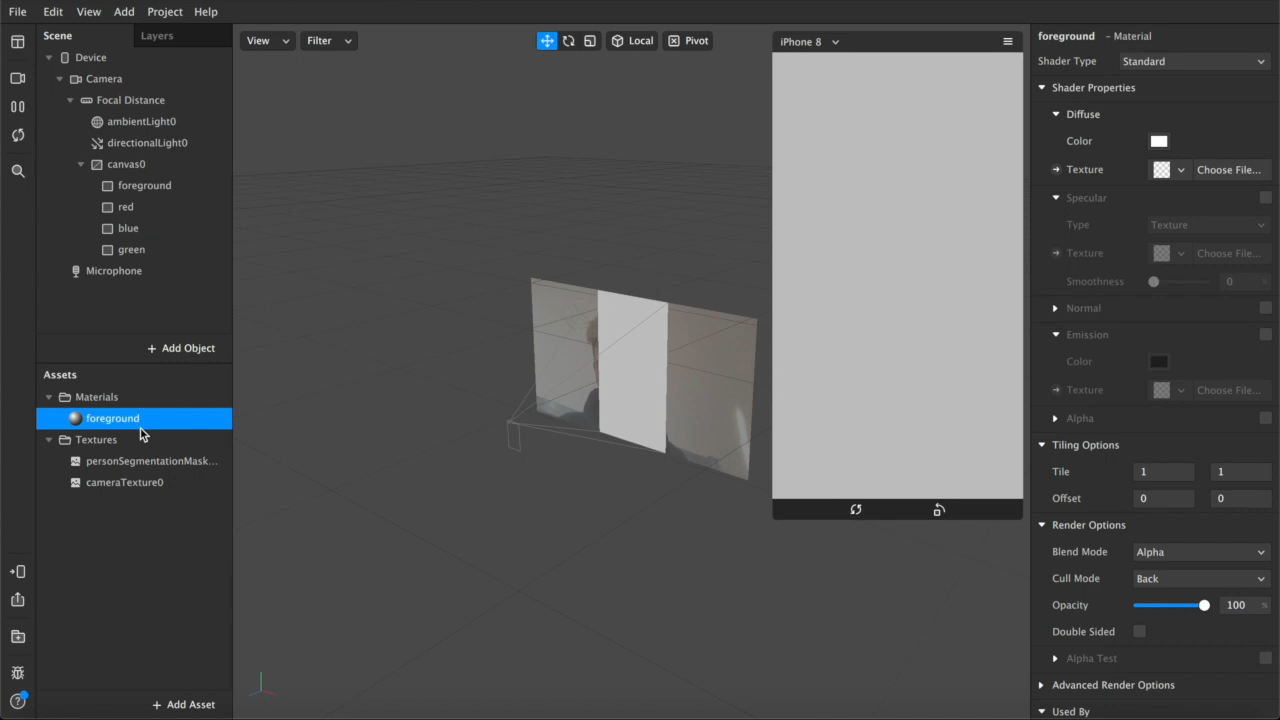 File Edit View Add Project Help
Scene Layers
Device
Camera
Focal Distance
ambientLight0
directionalLight0
canvas0
foreground
red
blue
green
Microphone
+ Add Object
Assets
Materials
foreground
Textures
personSegmentationMask...
cameraTexture0
+ Add Asset
View Filter Local Pivot
iPhone 8
foreground - Material
Shader Type Standard
Shader Properties
Diffuse
Color
Texture Choose File...
Specular
Type Texture
Texture Choose File...
Smoothness 0 %
Normal
Emission
Color
Texture Choose File...
Alpha
Tiling Options
Tile 1 1
Offset 0 0
Render Options
Blend Mode Alpha
Cull Mode Back
Opacity 100 %
Double Sided
Alpha Test
Advanced Render Options
Used By